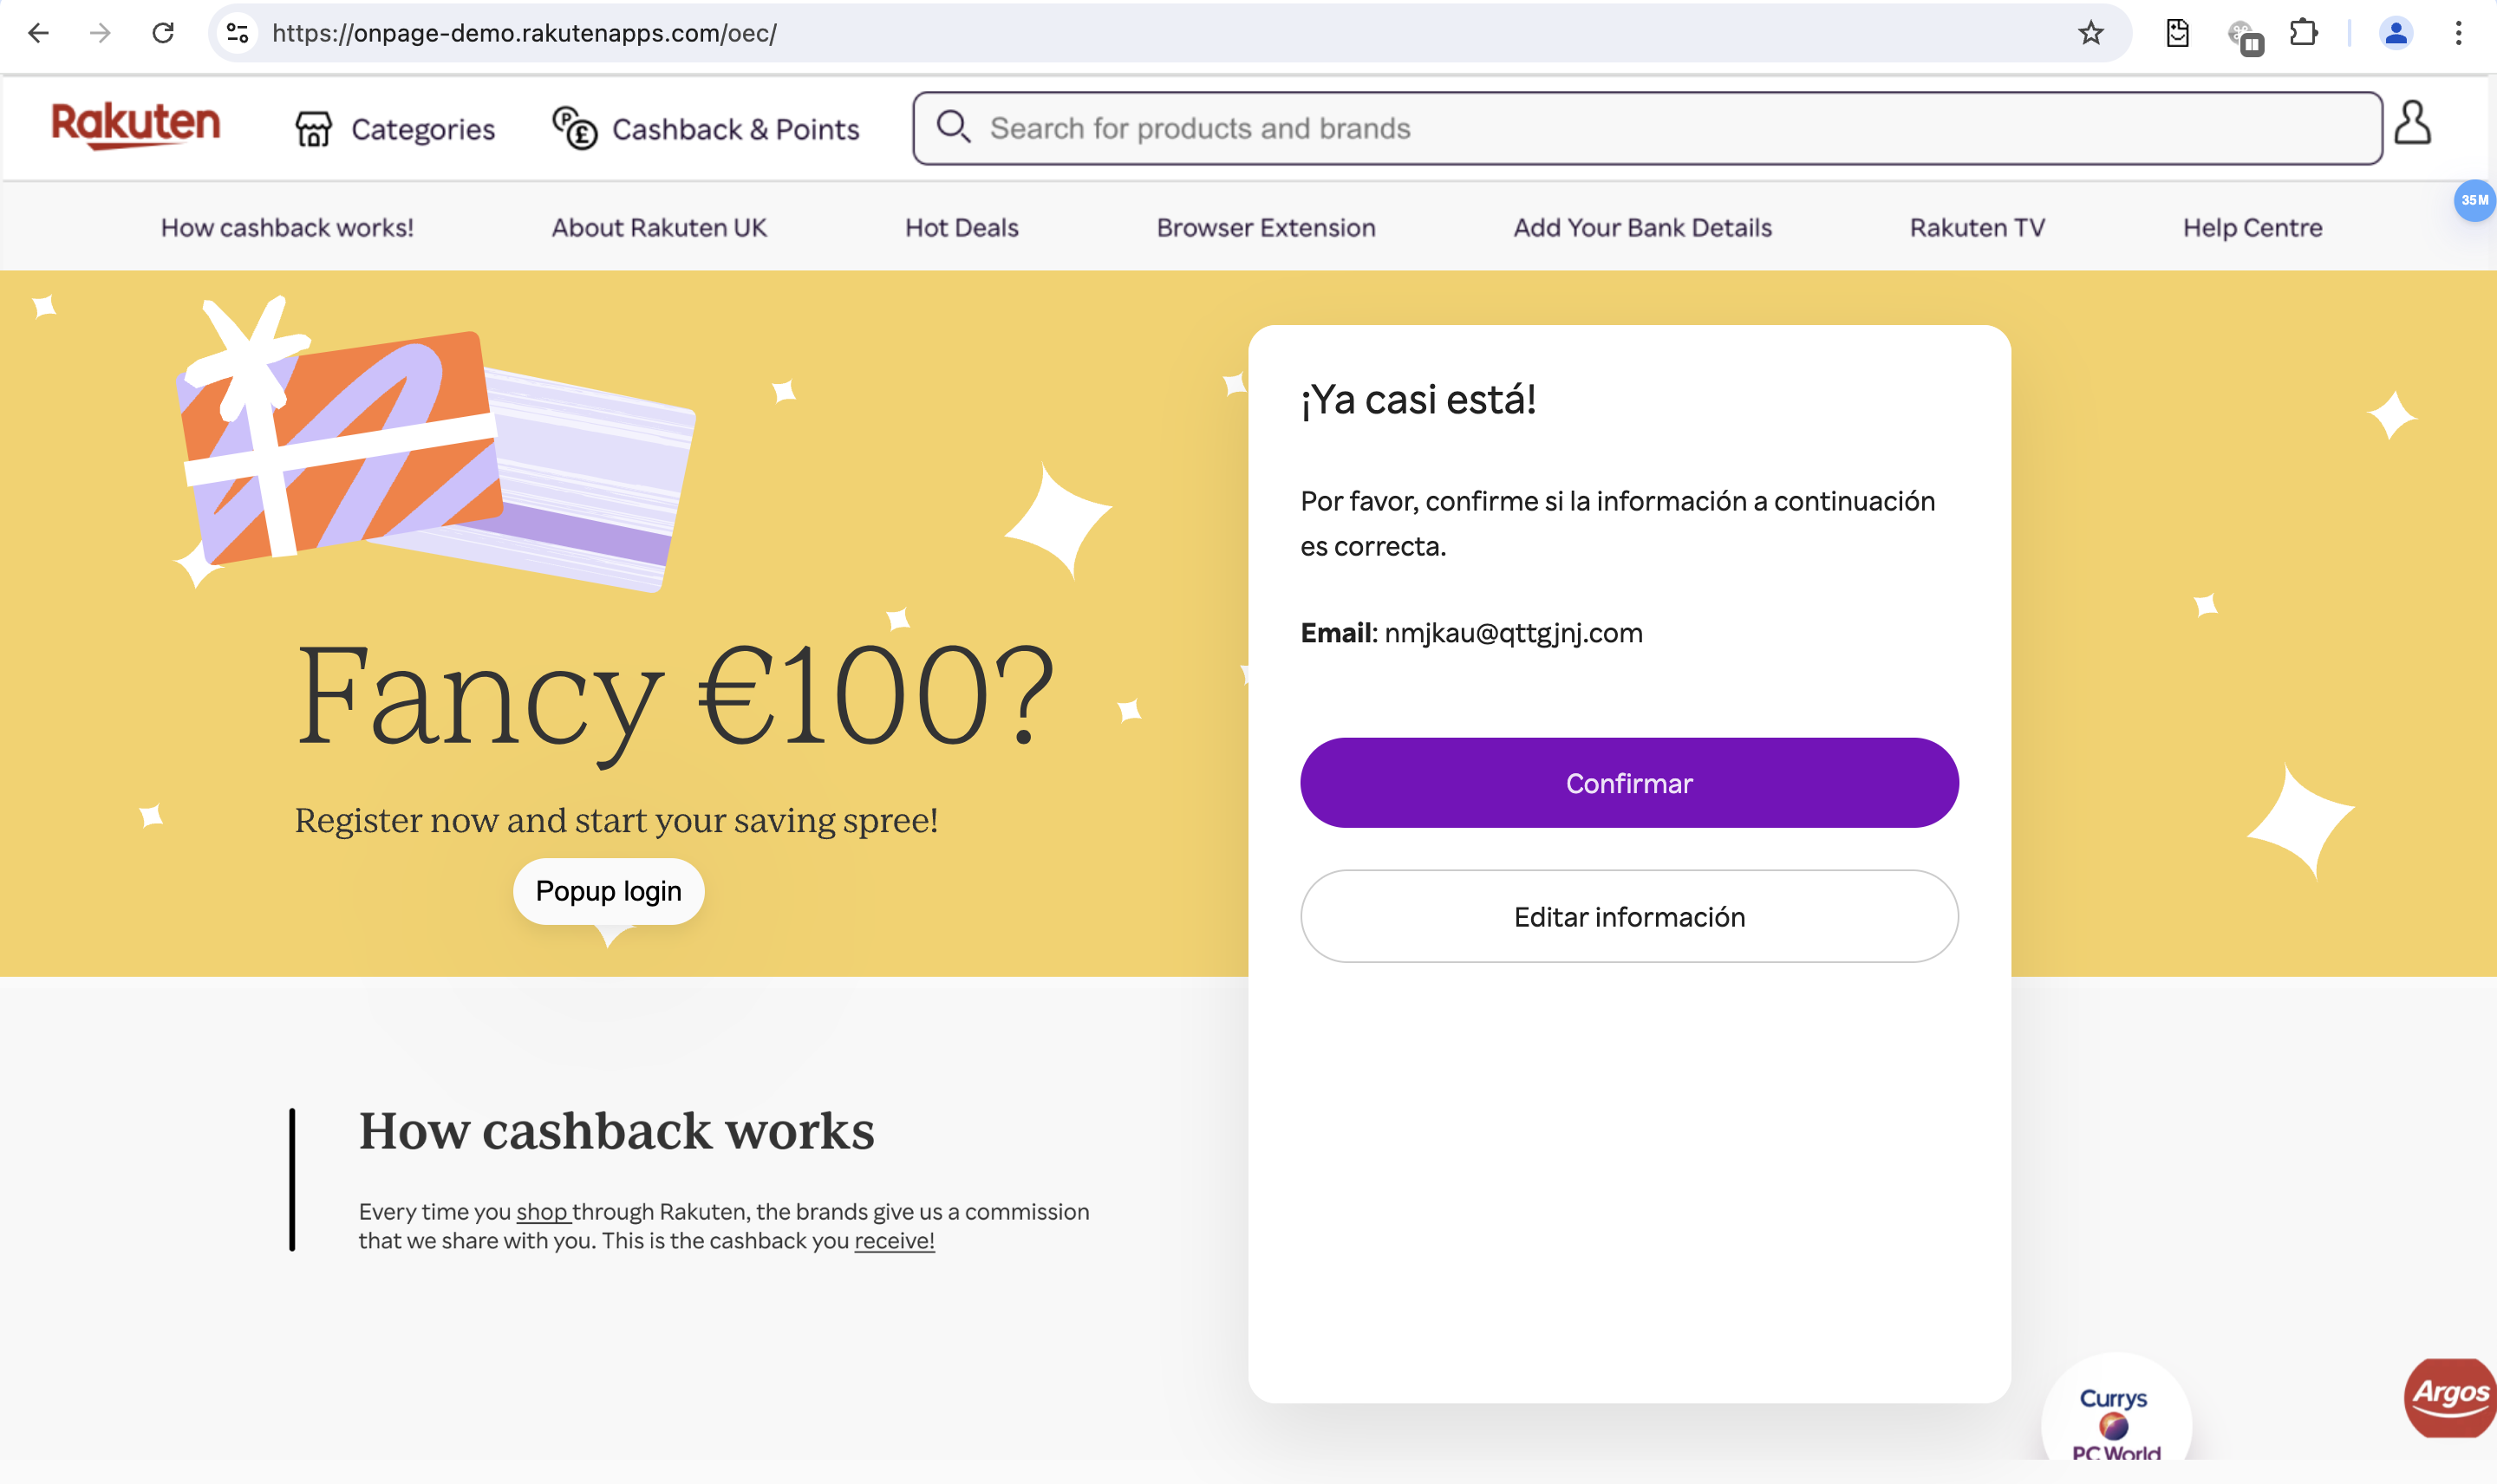 https://onpage-demo.rakutenapps.com/oec/
Rakuten
Categories
Cashback & Points
Search for products and brands
How cashback works!
About Rakuten UK
Hot Deals
Browser Extension
Add Your Bank Details
Rakuten TV
Help Centre
35M
Fancy €100?
Register now and start your saving spree!
Popup login
¡Ya casi está!
Por favor, confirme si la información a continuación
es correcta.
Email: nmjkau@qttgjnj.com
Confirmar
Editar información
How cashback works
Every time you shop through Rakuten, the brands give us a commission
that we share with you. This is the cashback you receive!
Currys
PC World
Argos